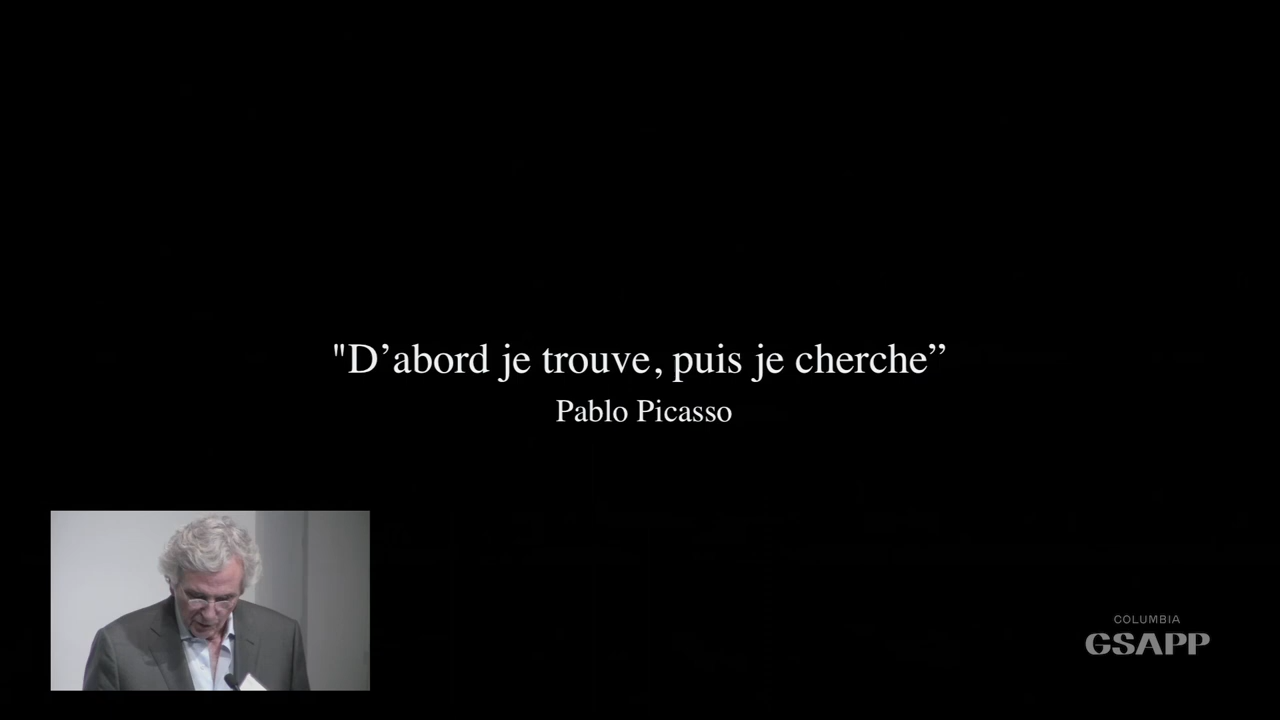 "D’abord je trouve, puis je cherche”
Pablo Picasso
COLUMBIA
GSAPP